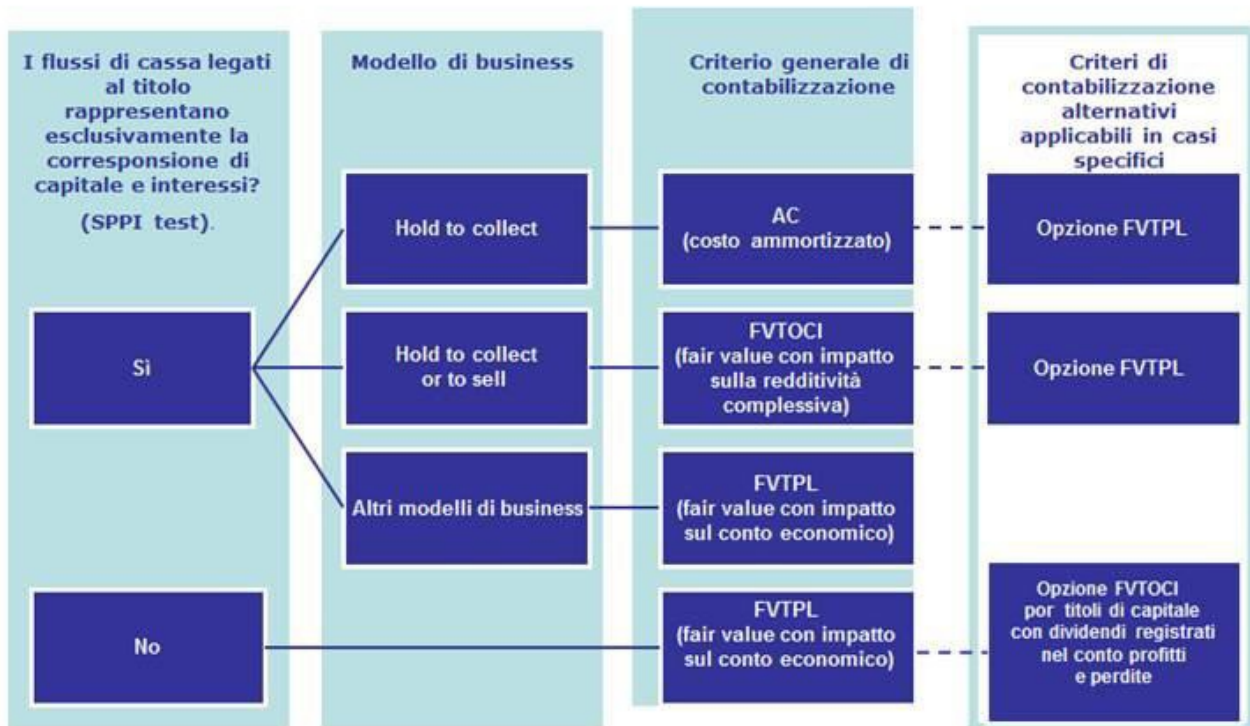 I flussi di cassa legati
al titolo
rappresentano
esclusivamente la
corresponsione di
capitale e interessi?
(SPPI test).
Modello di business
Criterio generale di
contabilizzazione
Criteri di
contabilizzazione
alternativi
applicabili in casi
specifici
Hold to collect
AC
(costo ammortizzato)
Opzione FVTPL
Sì
Hold to collect
or to sell
FVTOCI
(fair value con impatto
sulla redditività
complessiva)
Opzione FVTPL
Altri modelli di business
FVTPL
(fair value con impatto
sul conto economico)
No
FVTPL
(fair value con impatto
sul conto economico)
Opzione FVTOCI
por titoli di capitale
con dividendi registrati
nel conto profitti
e perdite